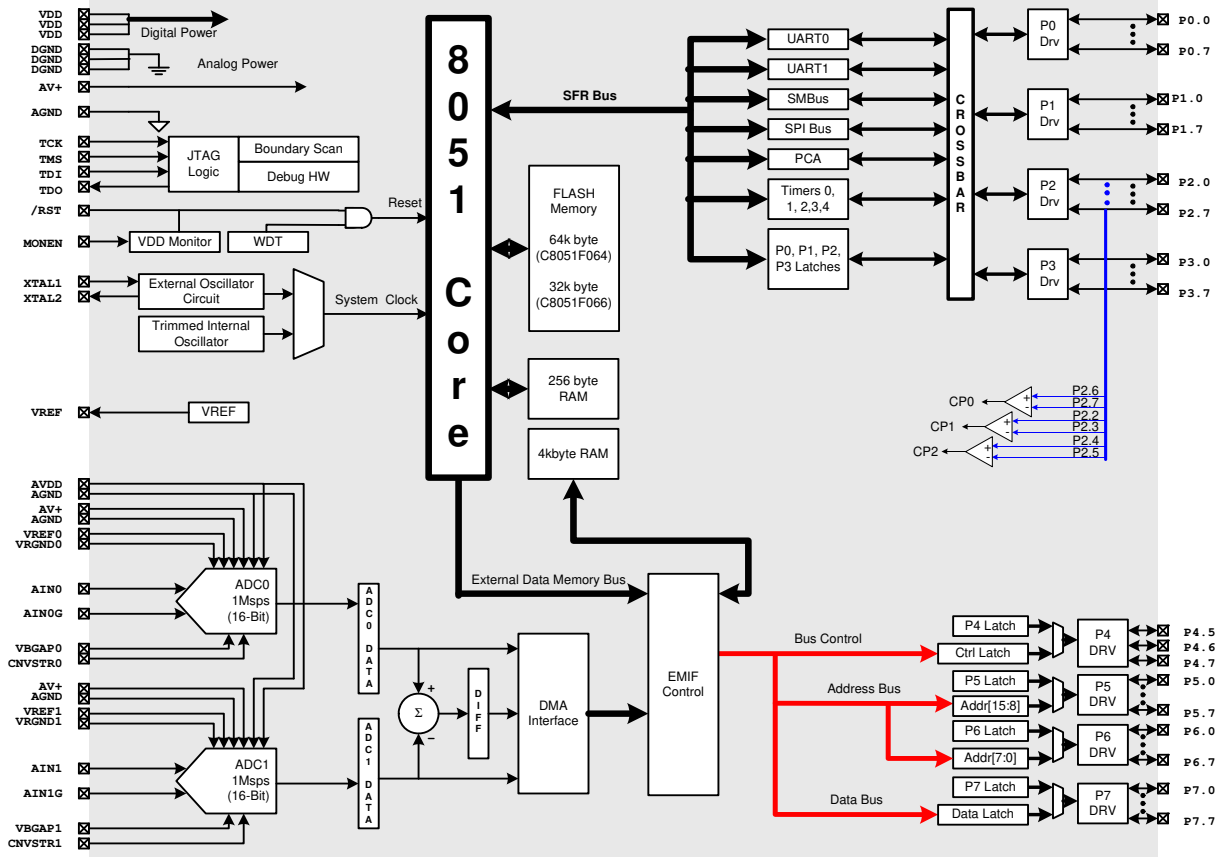 VDD
VDD
VDD
Digital Power
DGND
DGND
DGND
Analog Power
AV+
AGND
TCK
TMS
TDI
TDO
JTAG
Logic
Boundary Scan
Debug HW
/RST
Reset
MONEN
VDD Monitor
WDT
XTAL1
XTAL2
External Oscillator
Circuit
Trimmed Internal
Oscillator
System Clock
VREF
VREF
8
0
5
1
C
o
r
e
SFR Bus
FLASH
Memory
64k byte
(C8051F064)
32k byte
(C8051F066)
256 byte
RAM
4kbyte RAM
UART0
UART1
SMBus
SPI Bus
PCA
Timers 0,
1, 2,3,4
P0, P1, P2,
P3 Latches
C
R
O
S
S
B
A
R
P0
Drv
P1
Drv
P2
Drv
P3
Drv
P0.0
P0.7
P1.0
P1.7
P2.0
P2.7
P3.0
P3.7
CP0
+
-
P2.6
P2.7
CP1
+
-
P2.2
P2.3
CP2
+
-
P2.4
P2.5
AVDD
AGND
AV+
AGND
VREF0
VRGND0
AIN0
AIN0G
VBGAP0
CNVSTR0
ADC0
1Msps
(16-Bit)
AV+
AGND
VREF1
VRGND1
AIN1
AIN1G
VBGAP1
CNVSTR1
ADC1
1Msps
(16-Bit)
A
D
C
0
D
A
T
A
A
D
C
1
D
A
T
A
+
Σ
−
D
I
F
F
DMA
Interface
External Data Memory Bus
EMIF
Control
Bus Control
Address Bus
Data Bus
P4 Latch
Ctrl Latch
P5 Latch
Addr[15:8]
P6 Latch
Addr[7:0]
P7 Latch
Data Latch
P4
DRV
P5
DRV
P6
DRV
P7
DRV
P4.5
P4.6
P4.7
P5.0
P5.7
P6.0
P6.7
P7.0
P7.7